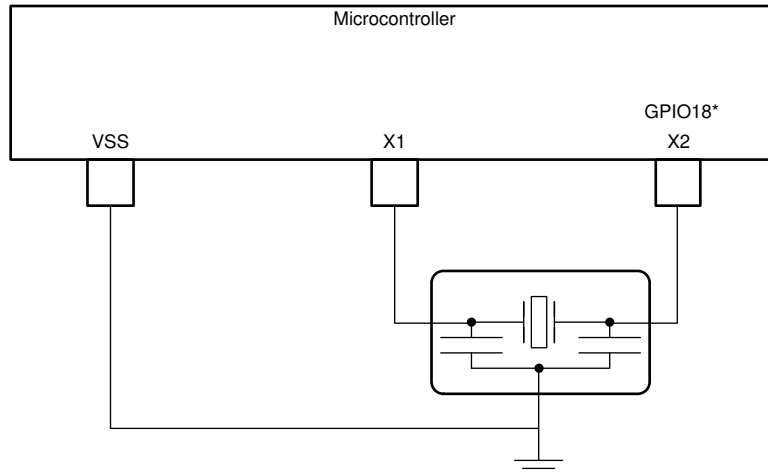 Microcontroller
GPIO18*
VSS
X1
X2